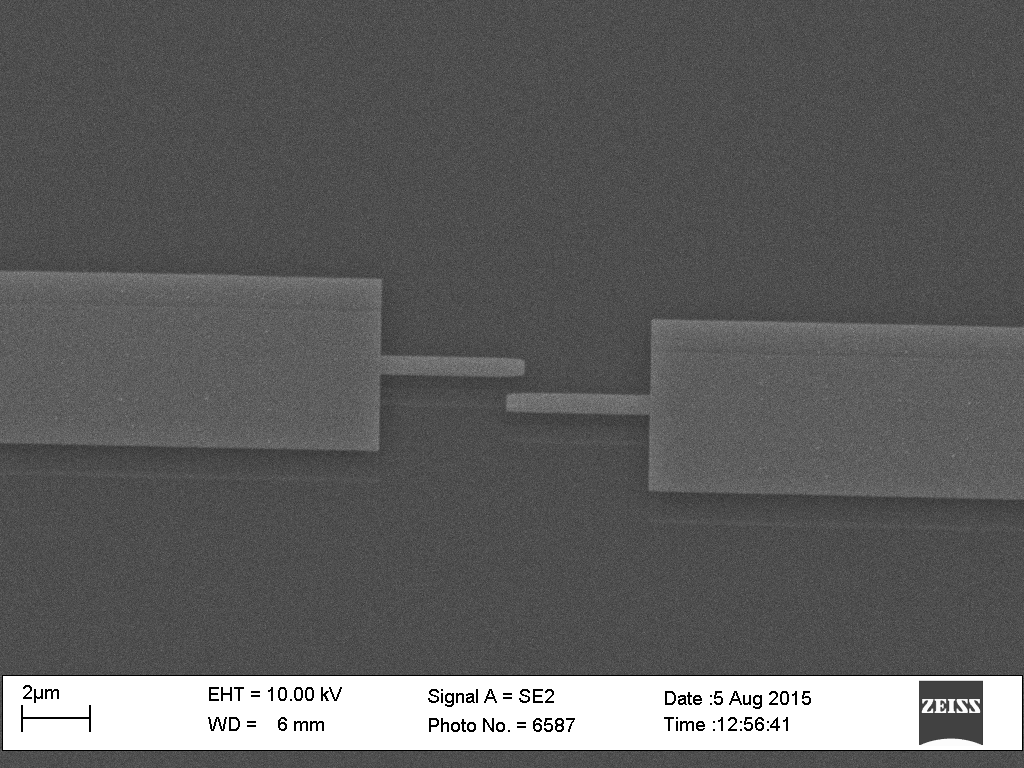 2µm
EHT = 10.00 kV
WD = 6 mm
Signal A = SE2
Photo No. = 6587
Date :5 Aug 2015
Time :12:56:41
ZEISS